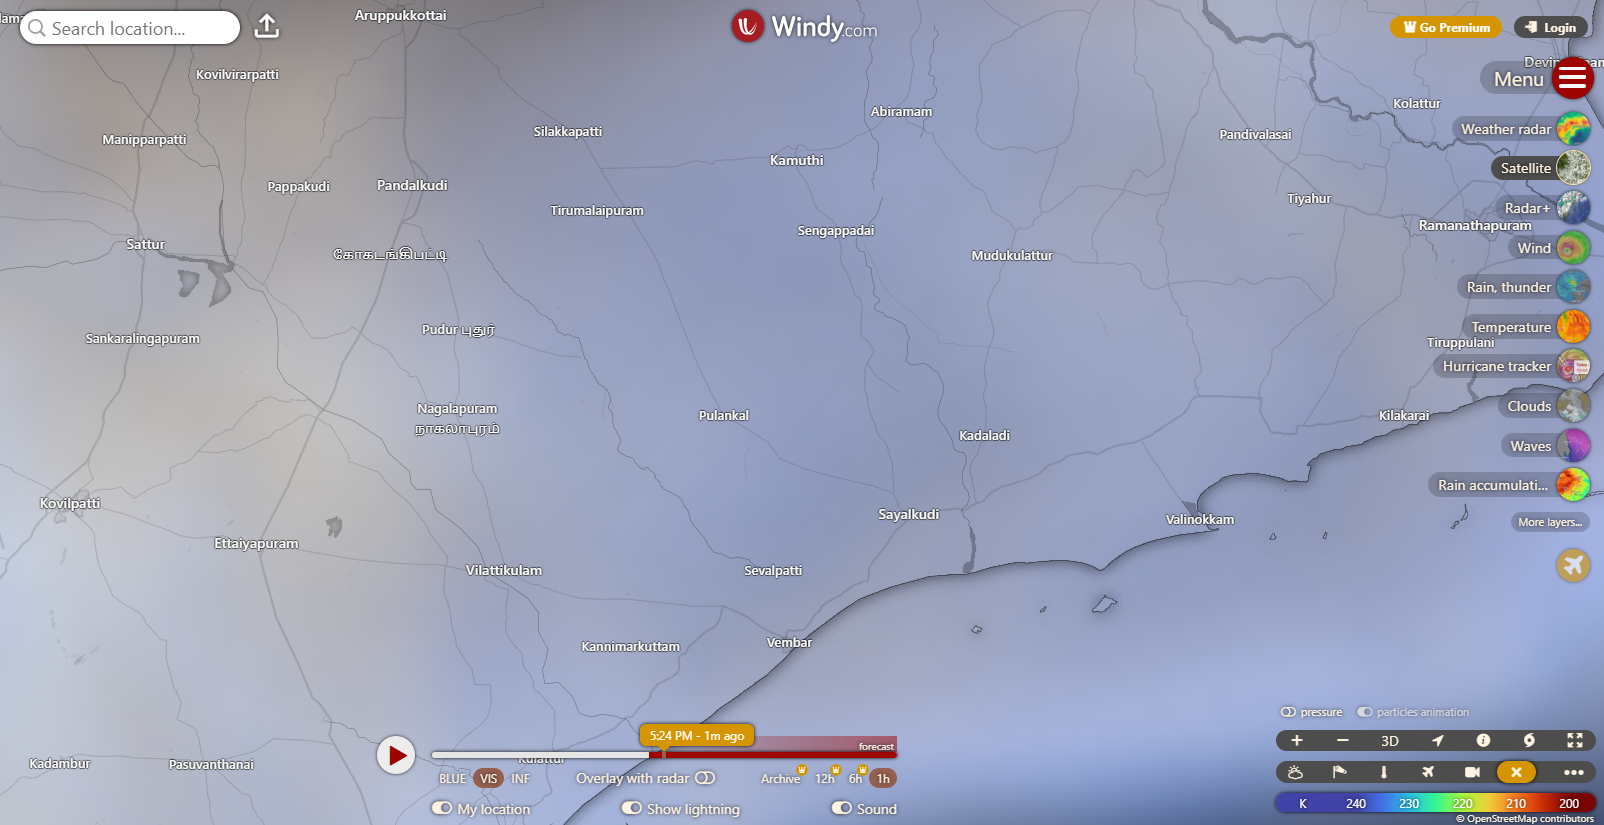 Search location...
Aruppukkottai
Windy.com
Go Premium
Login
Kovilvirarpatti
Menu
Abiramam
Kolattur
Manipparpatti
Silakkapatti
Pandivalasai
Weather radar
Kamuthi
Satellite
Pappakudi
Pandalkudi
Tirumalaipuram
Tiyahur
Radar+
Sengappadai
Ramanathapuram
Sattur
கோகடங்கிபட்டி
Mudukulattur
Wind
Rain, thunder
Pudur புதுர்
Temperature
Sankaralingapuram
Tiruppulani
Hurricane tracker
Nagalapuram
நாகலாபுரம்
Pulankal
Kilakarai
Clouds
Kadaladi
Waves
Rain accumulati...
Kovilpatti
Sayalkudi
Valinokkam
More layers...
Ettaiyapuram
Vilattikulam
Sevalpatti
Kannimarkuttam
Vembar
pressure
particles animation
5:24 PM - 1m ago
forecast
3D
Kadambur
Pasuvanthanai
Kulattur
BLUE VIS INF
Overlay with radar
Archive 12h 6h 1h
My location
Show lightning
Sound
K 240 230 220 210 200
© OpenStreetMap contributors